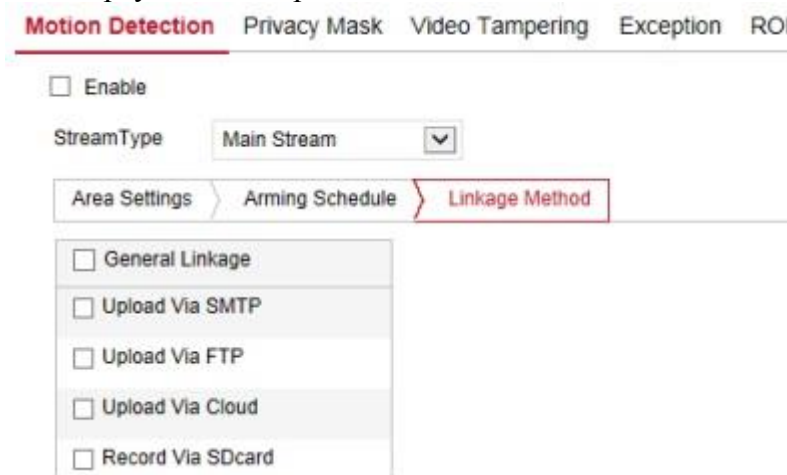 Motion Detection Privacy Mask Video Tampering Exception ROI
Enable
StreamType Main Stream
Area Settings Arming Schedule Linkage Method
General Linkage
Upload Via SMTP
Upload Via FTP
Upload Via Cloud
Record Via SDcard